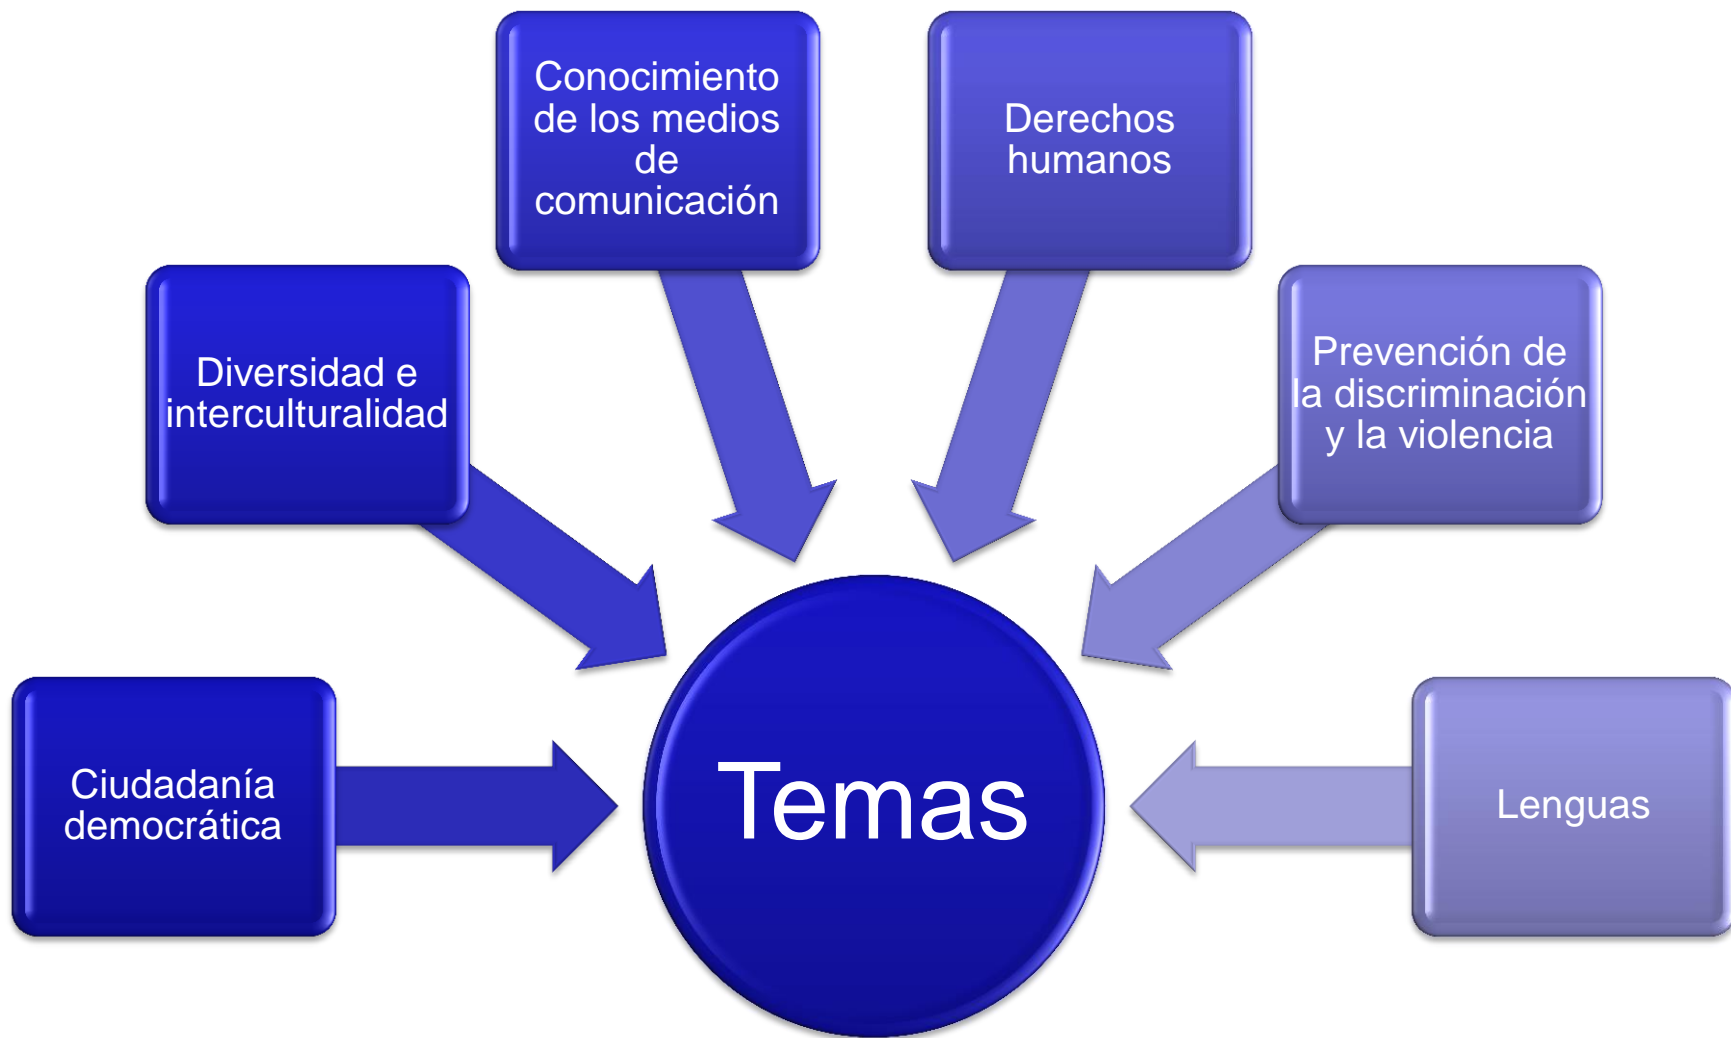 Conocimiento
de los medios
de
comunicación
Derechos
humanos
Diversidad e
interculturalidad
Prevención de
la discriminación
y la violencia
Ciudadanía
democrática
Temas
Lenguas